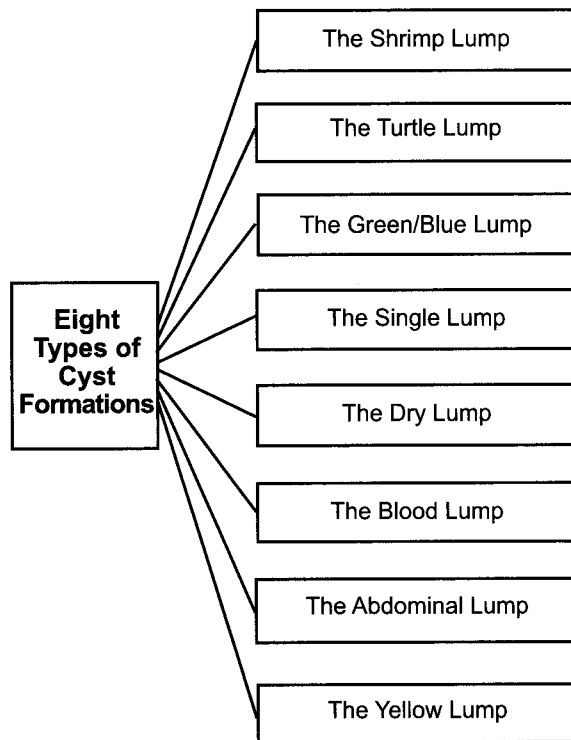 The Shrimp Lump
The Turtle Lump
The Green/Blue Lump
Eight
Types of
Cyst
Formations
The Single Lump
The Dry Lump
The Blood Lump
The Abdominal Lump
The Yellow Lump